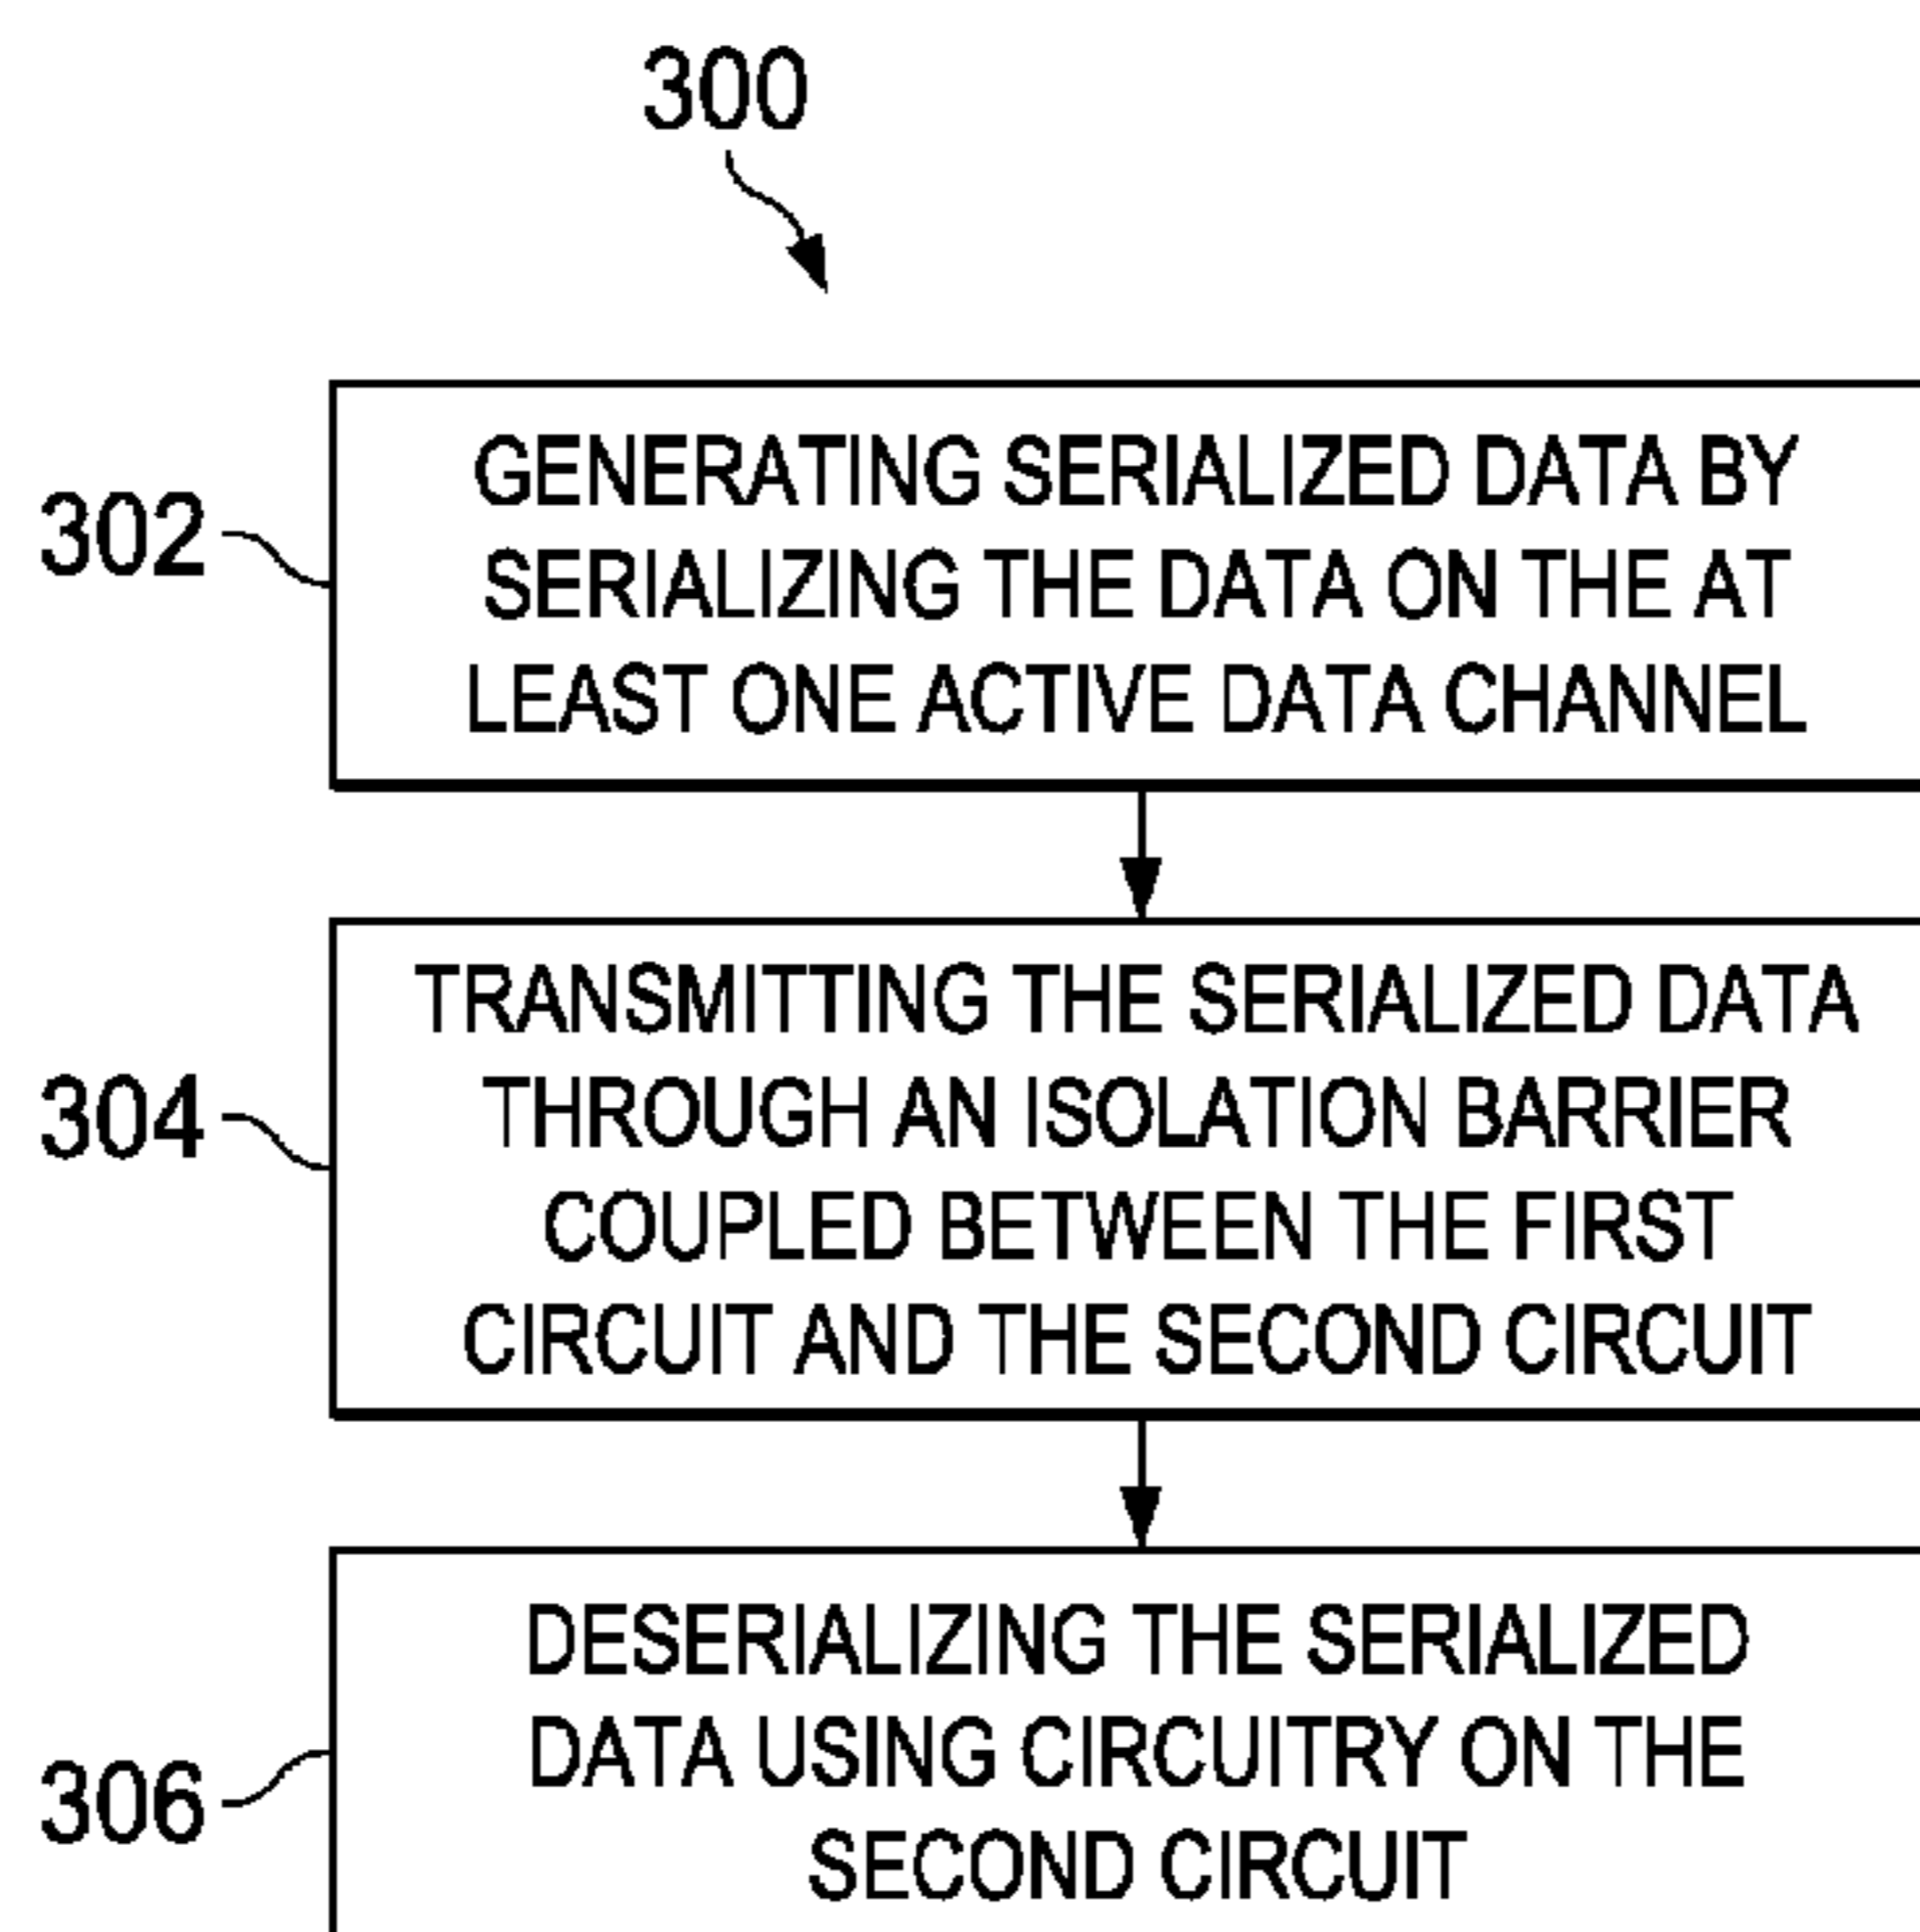 300
302
GENERATING SERIALIZED DATA BY
SERIALIZING THE DATA ON THE AT
LEAST ONE ACTIVE DATA CHANNEL
304
TRANSMITTING THE SERIALIZED DATA
THROUGH AN ISOLATION BARRIER
COUPLED BETWEEN THE FIRST
CIRCUIT AND THE SECOND CIRCUIT
306
DESERIALIZING THE SERIALIZED
DATA USING CIRCUITRY ON THE
SECOND CIRCUIT